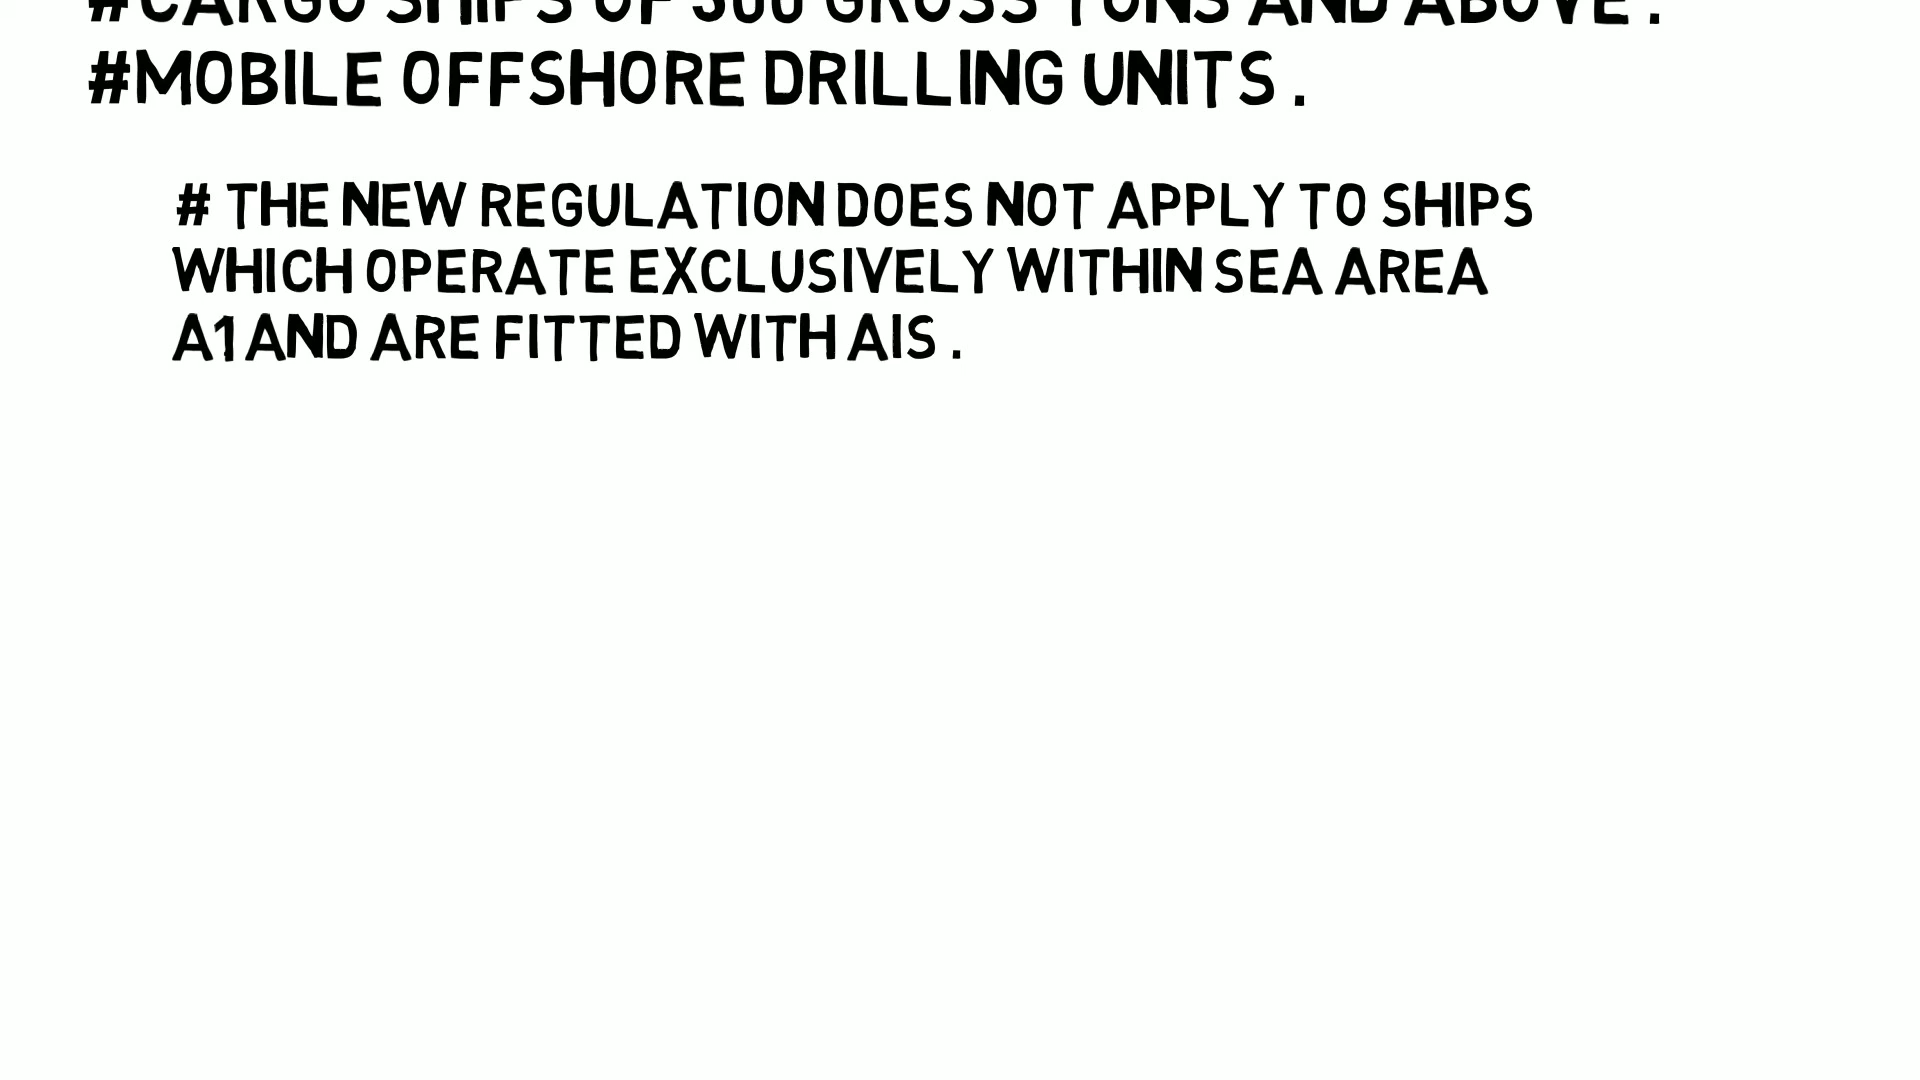 #CARGO SHIPS OF 300 GROSS TONS AND ABOVE .
#MOBILE OFFSHORE DRILLING UNITS .
# THE NEW REGULATION DOES NOT APPLY TO SHIPS
WHICH OPERATE EXCLUSIVELY WITHIN SEA AREA
A1 AND ARE FITTED WITH AIS .